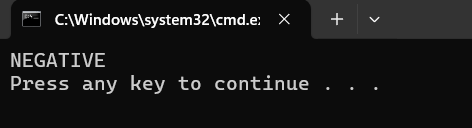 C:\Windows\system32\cmd.e
NEGATIVE
Press any key to continue . . .